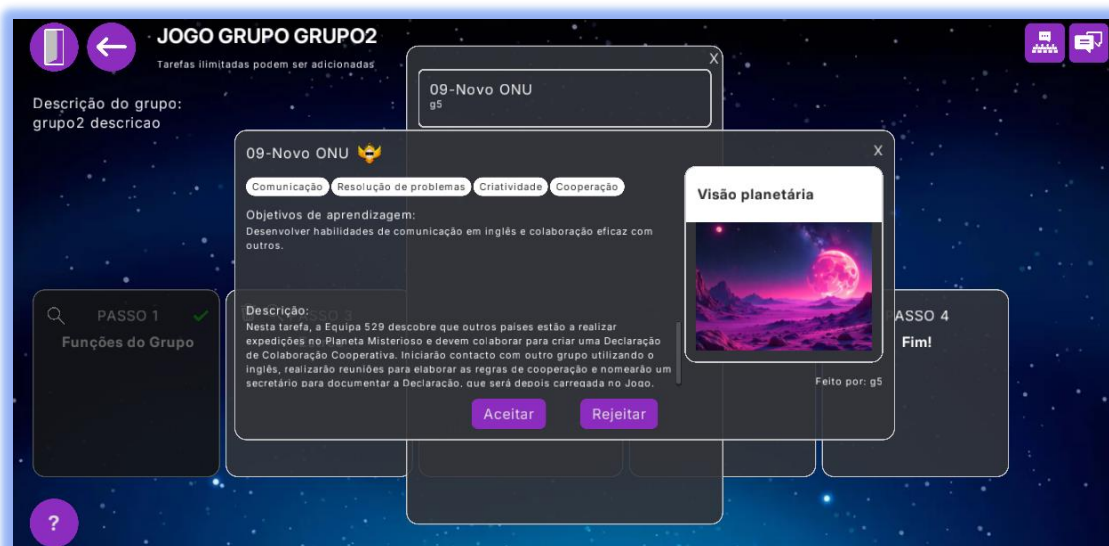 JOGO GRUPO GRUPO2
Tarefas ilimitadas podem ser adicionadas
Descrição do grupo:
grupo2 descricao
X
09-Novo ONU
g5
09-Novo ONU
X
Comunicação Resolução de problemas Criatividade Cooperação
Objetivos de aprendizagem:
Desenvolver habilidades de comunicação em inglês e colaboração eficaz com
outros.
Descrição:
Nesta tarefa, a Equipa 529 descobre que outros países estão a realizar
expedições no Planeta Misterioso e devem colaborar para criar uma Declaração
de Colaboração Cooperativa. Iniciarão contacto com outro grupo utilizando o
inglês, realizarão reuniões para elaborar as regras de cooperação e nomearão um
secretário para documentar a Declaração, que será depois carregada no Jogo.
Visão planetária
Feito por: g5
Aceitar Rejeitar
PASSO 1
Funções do Grupo
PASSO 3
PASSO 4
Fim!
?